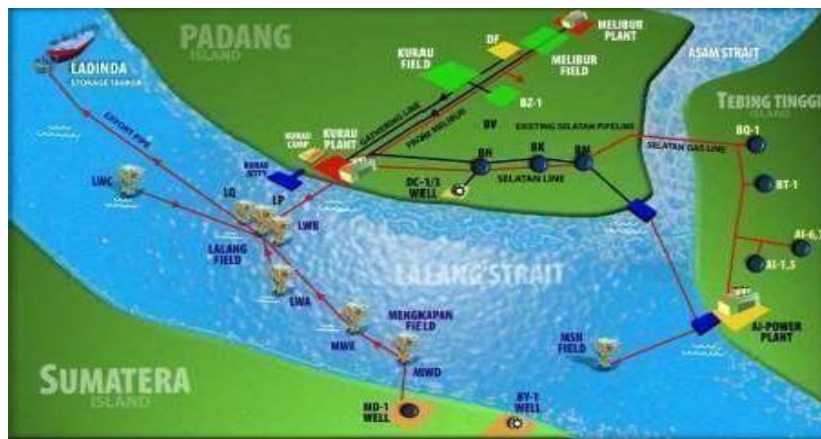 PADANG
ISLAND
MELIBUR
PLANT
ASAM STRAIT
LADINDA
STORAGE TANKER
KURAU
FIELD
DF
MELIBUR
FIELD
TEBING TINGGI
ISLAND
BZ-1
EXPORT PIPE
GATHERING LINE
FROM MELIBUR
BV
EXISTING SELATAN PIPELINE
SELATAN GAS LINE
BQ-1
KURAU
CAMP
KURAU
PLANT
KURAU
JETTY
BH
BK
BN
SELATAN LINE
BT-1
LWC
DC-1/3
WELL
LQ
LP
LWB
LALANG
FIELD
LALANG STRAIT
AI-6,7
AI-1,5
LWA
MENGKAPAN
FIELD
MSH
FIELD
AI-POWER
PLANT
MWE
MWD
SUMATERA
ISLAND
MD-1
WELL
BY-1
WELL